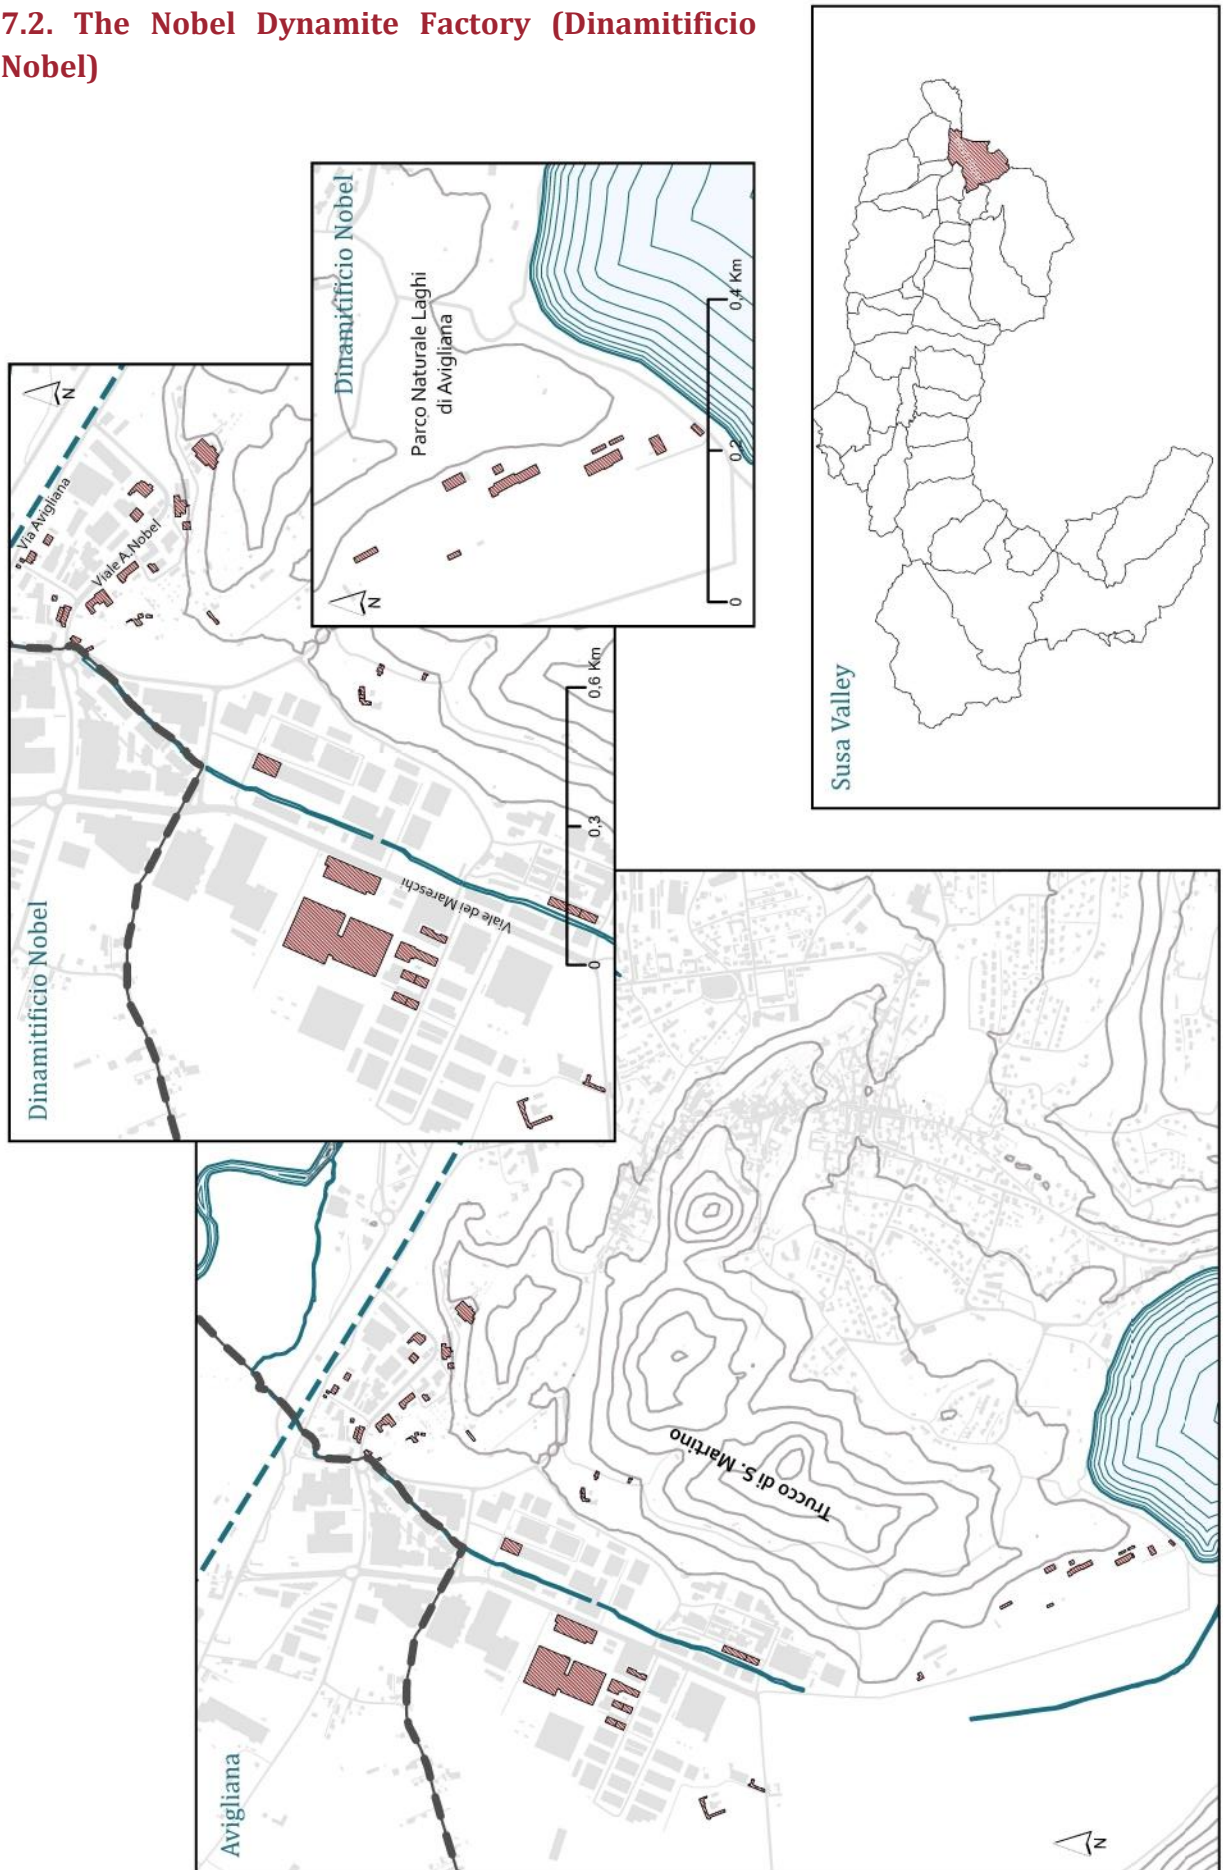 7.2. The Nobel Dynamite Factory (Dinamitificio
Nobel)
Dinamitificio Nobel
Via Avigliana
Viale A.Nobel
Viale dei Mareschi
0
0,3
0,6 Km
N
Dinamitificio Nobel
Parco Naturale Laghi
di Avigliana
0
0,2
0,4 Km
N
Susa Valley
Avigliana
Trucco di S. Martino
N